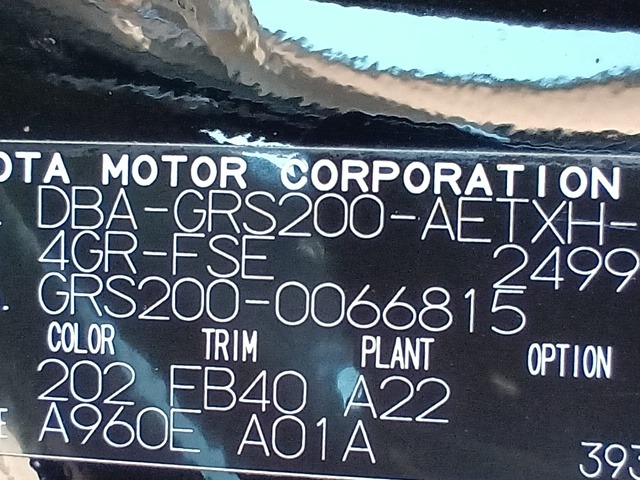 OTA MOTOR CORPORATION
DBA-GRS200-AETXH-
4GR-FSE 2499
GRS200-0066815
COLOR TRIM PLANT OPTION
202 FB40 A22
E A960E A01A
393